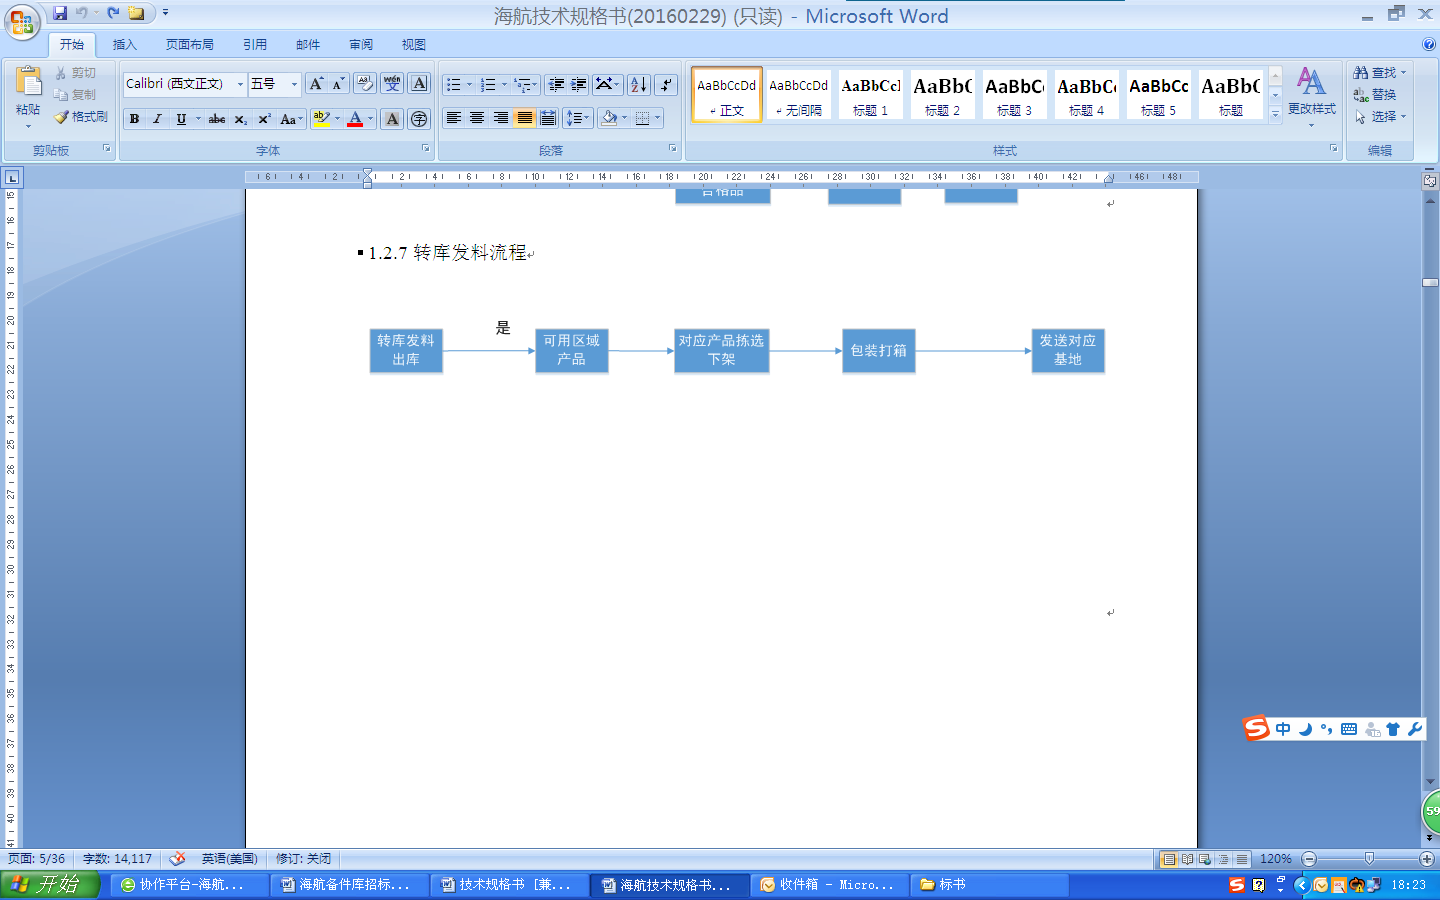 海航技术规格书(20160229) (只读) - Microsoft Word
开始 插入 页面布局 引用 邮件 审阅 视图
粘贴
剪切
复制
格式刷
剪贴板
Calibri (西文正文) 五号
字体
段落
AaBbCcDd AaBbCcDd AaBbCcI AaBbC AaBbC AaBbC AaBbCc AaBbC
正文 无间隔 标题 1 标题 2 标题 3 标题 4 标题 5 标题
更改样式
样式
查找
替换
选择
编辑
合格品
1.2.7 转库发料流程
是
转库发料
出库
可用区域
产品
对应产品拣选
下架
包装打箱
发送对应
基地
中
59
页面: 5/36 字数: 14,117 英语(美国) 修订: 关闭 120%
开始 协作平台-海航... 海航备件库招标... 技术规格书 [兼... 海航技术规格书... 收件箱 - Micro... 标书 18:23